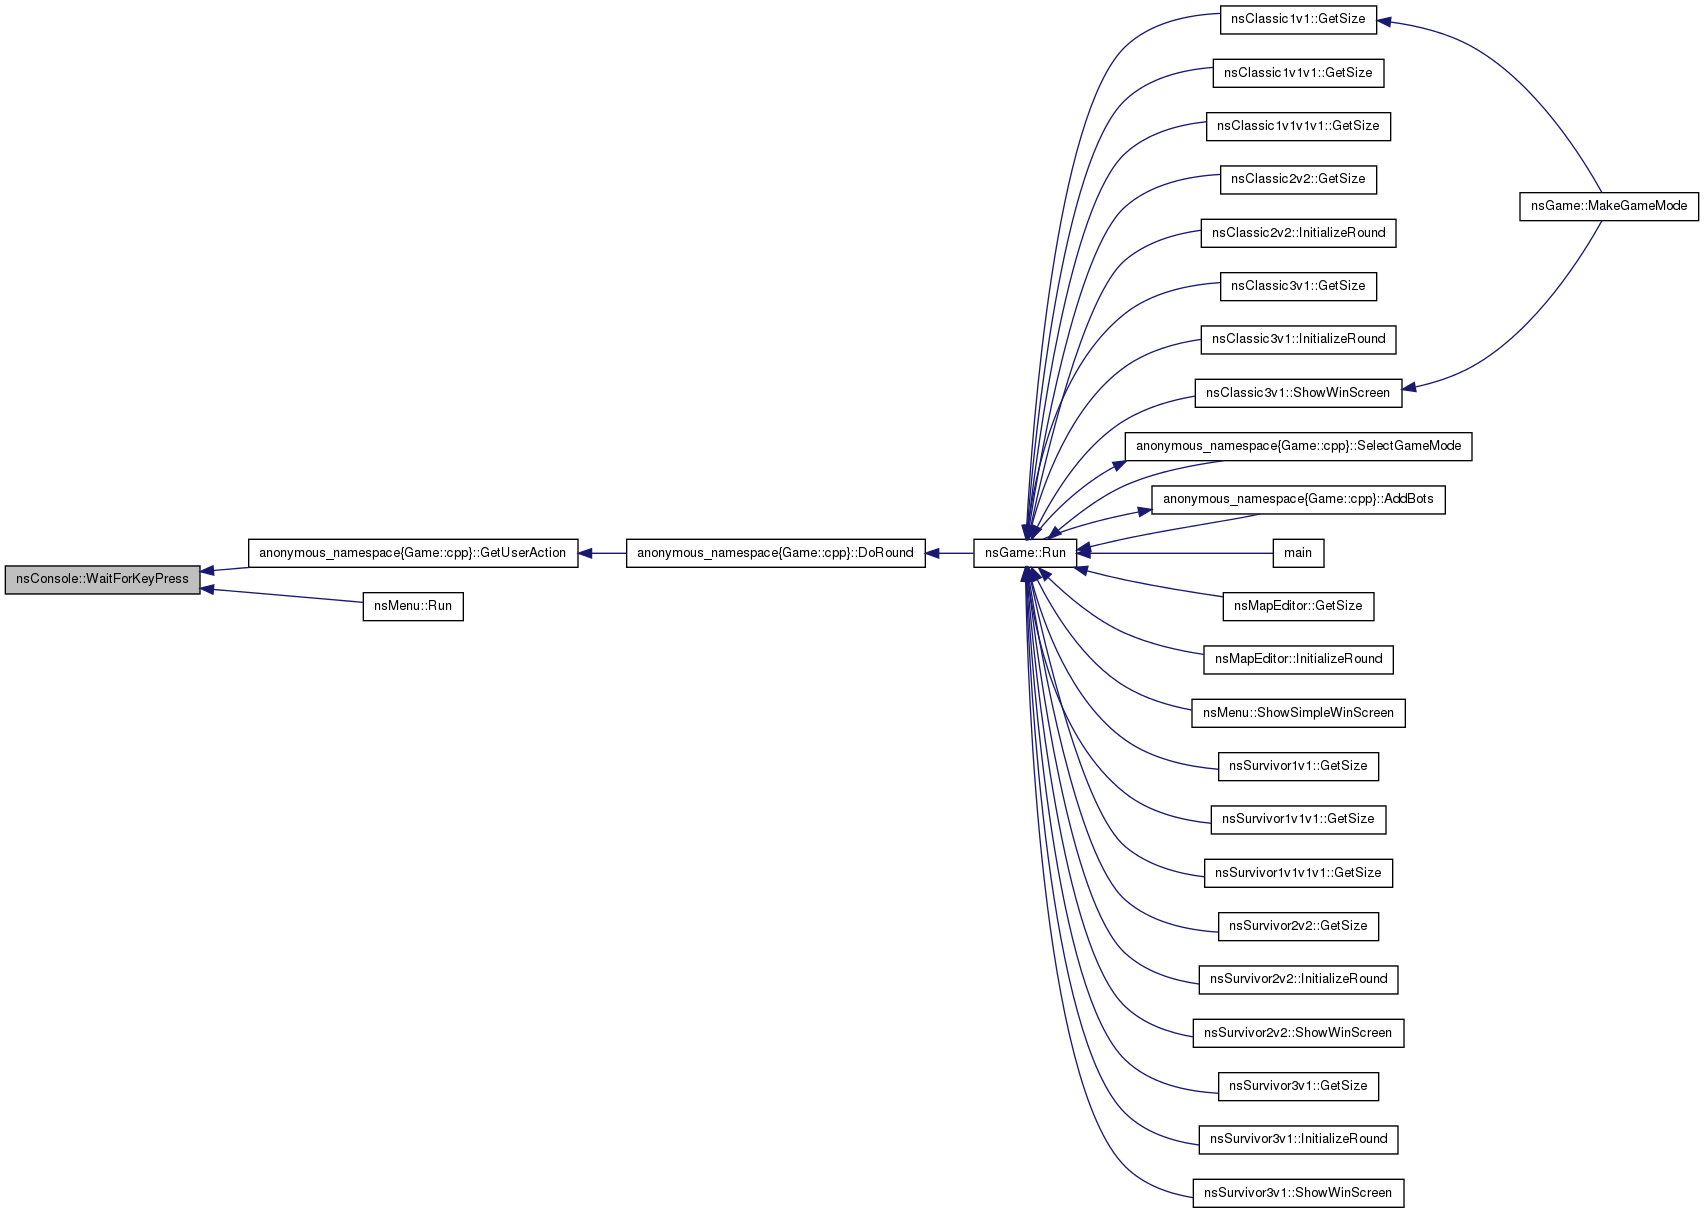 nsClassic1v1::GetSize
nsClassic1v1v1::GetSize
nsClassic1v1v1v1::GetSize
nsClassic2v2::GetSize
nsGame::MakeGameMode
nsClassic2v2::InitializeRound
nsClassic3v1::GetSize
nsClassic3v1::InitializeRound
nsClassic3v1::ShowWinScreen
anonymous_namespace{Game::cpp}::SelectGameMode
anonymous_namespace{Game::cpp}::AddBots
anonymous_namespace{Game::cpp}::GetUserAction
anonymous_namespace{Game::cpp}::DoRound
nsGame::Run
main
nsConsole::WaitForKeyPress
nsMenu::Run
nsMapEditor::GetSize
nsMapEditor::InitializeRound
nsMenu::ShowSimpleWinScreen
nsSurvivor1v1::GetSize
nsSurvivor1v1v1::GetSize
nsSurvivor1v1v1v1::GetSize
nsSurvivor2v2::GetSize
nsSurvivor2v2::InitializeRound
nsSurvivor2v2::ShowWinScreen
nsSurvivor3v1::GetSize
nsSurvivor3v1::InitializeRound
nsSurvivor3v1::ShowWinScreen